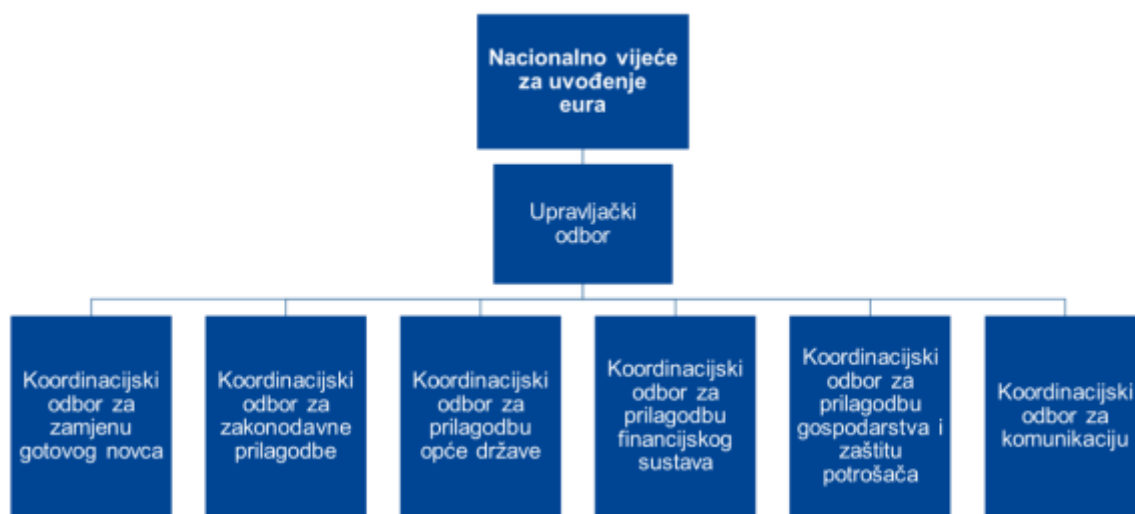 Nacionalno vijeće
za uvođenje
eura
Upravljački
odbor
Koordinacijski
odbor za
zamjenu
gotovog novca
Koordinacijski
odbor za
zakonodavne
prilagodbe
Koordinacijski
odbor za
prilagodbu
opće države
Koordinacijski
odbor za
prilagodbu
financijskog
sustava
Koordinacijski
odbor za
prilagodbu
gospodarstva i
zaštitu
potrošača
Koordinacijski
odbor za
komunikaciju